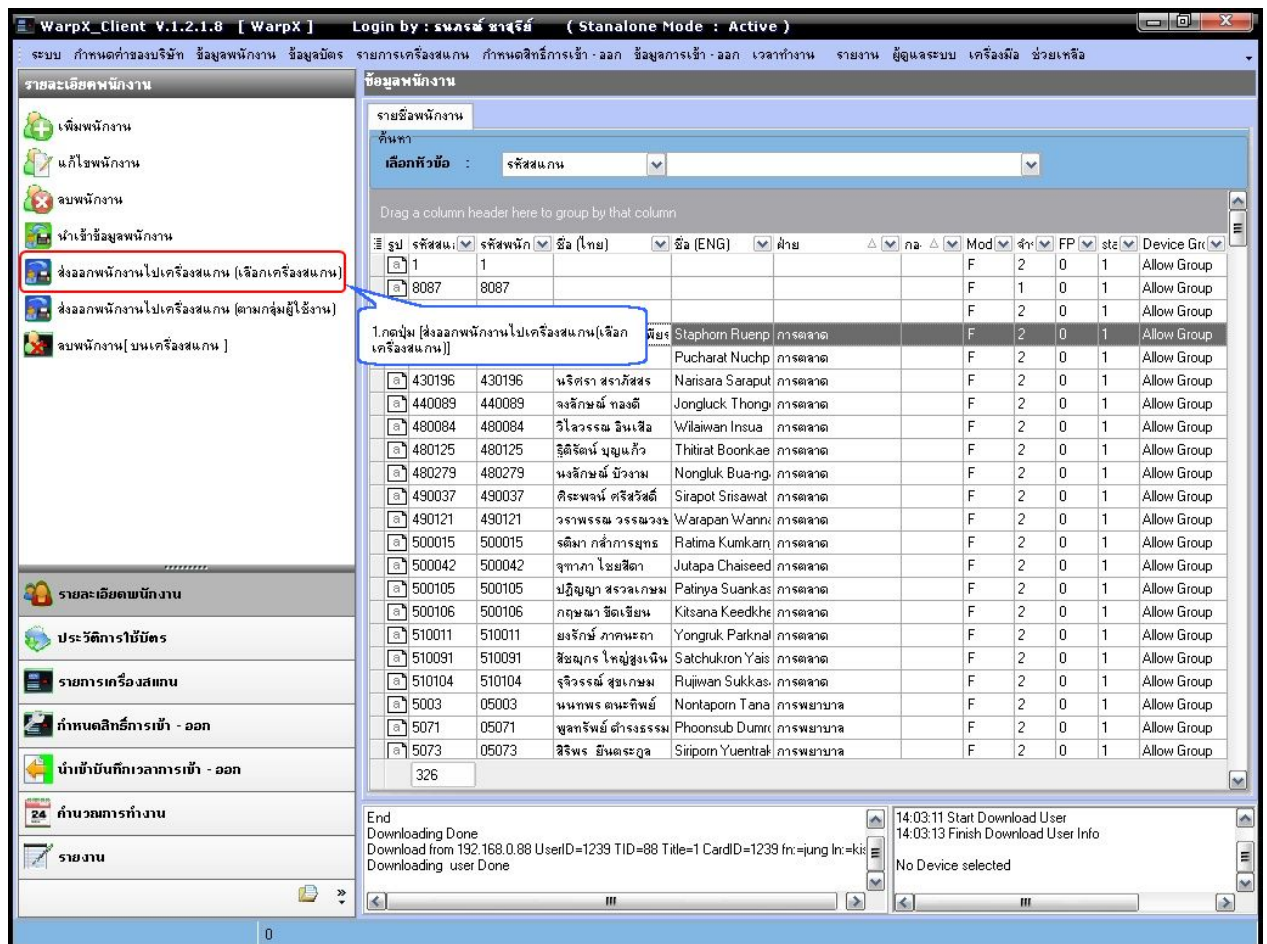 WarpX_Client V.1.2.1.8 [ WarpX ] Login by : ธนภรณ์ ชาสุรีย์ ( Stanalone Mode : Active )
ระบบ กำหนดค่าของบริษัท ข้อมูลพนักงาน ข้อมูลบัตร รายการเครื่องสแกน กำหนดสิทธิ์การเข้า - ออก ข้อมูลการเข้า - ออก เวลาทำงาน รายงาน ผู้ดูแลระบบ เครื่องมือ ช่วยเหลือ
รายละเอียดพนักงาน
เพิ่มพนักงาน
แก้ไขพนักงาน
ลบพนักงาน
นำเข้าข้อมูลพนักงาน
ส่งออกพนักงานไปเครื่องสแกน (เลือกเครื่องสแกน)
ส่งออกพนักงานไปเครื่องสแกน (ตามกลุ่มผู้ใช้งาน)
ลบพนักงาน[ บนเครื่องสแกน ]
1.กดปุ่ม [ส่งออกพนักงานไปเครื่องสแกน(เลือก
เครื่องสแกน)]
รายละเอียดพนักงาน
ประวัติการใช้บัตร
รายการเครื่องสแกน
กำหนดสิทธิ์การเข้า - ออก
นำเข้าบันทึกเวลาการเข้า - ออก
24 คำนวณการทำงาน
รายงาน
ข้อมูลพนักงาน
รายชื่อพนักงาน
ค้นหา
เลือกหัวข้อ : รหัสสแกน
Drag a column header here to group by that column
รูป รหัสสแ รหัสพนัก ชื่อ (ไทย) ชื่อ (ENG) ฝ่าย Mod FP sta Device Gr
1 1 F 2 0 1 Allow Group
8087 8087 F 1 0 1 Allow Group
F 2 0 1 Allow Group
Staphorn Ruenp การตลาด F 2 0 1 Allow Group
Pucharat Nuchp การตลาด F 2 0 1 Allow Group
430196 430196 นริศรา สราภัสสร Narisara Saraput การตลาด F 2 0 1 Allow Group
440089 440089 จงลักษณ์ ทองดี Jongluck Thong การตลาด F 2 0 1 Allow Group
480084 480084 วิไลวรรณ อินเสือ Wilaiwan Insua การตลาด F 2 0 1 Allow Group
480125 480125 ฐิติรัตน์ บุญแก้ว Thitirat Boonkae การตลาด F 2 0 1 Allow Group
480279 480279 นงลักษณ์ บัวงาม Nongluk Bua-ng การตลาด F 2 0 1 Allow Group
490037 490037 ศิระพจน์ ศรีสวัสดิ์ Sirapot Srisawat การตลาด F 2 0 1 Allow Group
490121 490121 วราพรรณ วรรณวงษ Warapan Wanna การตลาด F 2 0 1 Allow Group
500015 500015 รติมา กล่ำการยุทธ Ratima Kumkarn การตลาด F 2 0 1 Allow Group
500042 500042 จุฑาภา ไชยสีดา Jutapa Chaiseed การตลาด F 2 0 1 Allow Group
500105 500105 ปฏิญญา สรวลเกษม Patinya Suankas การตลาด F 2 0 1 Allow Group
500106 500106 กฤษณา ขีดเขียน Kitsana Keedkhe การตลาด F 2 0 1 Allow Group
510011 510011 ยงรักษ์ ภาคนะถา Yongruk Parknal การตลาด F 2 0 1 Allow Group
510091 510091 สัชฌุกร ใหญ่สูงเนิน Satchukron Yais การตลาด F 2 0 1 Allow Group
510104 510104 รุจิวรรณ์ สุขเกษม Rujiwan Sukkas การตลาด F 2 0 1 Allow Group
5003 05003 นนทพร ตนะทิพย์ Nontaporn Tana การพยาบาล F 2 0 1 Allow Group
5071 05071 พูลทรัพย์ ดำรงธรรม Phoonsub Dumr การพยาบาล F 2 0 1 Allow Group
5073 05073 สิริพร ยืนตระกูล Siriporn Yuentrak การพยาบาล F 2 0 1 Allow Group
326
End
Downloading Done
Download from 192.168.0.88 UserID=1239 TID=88 Title=1 CardID=1239 fn:=jung ln:=kis
Downloading user Done
14:03:11 Start Download User
14:03:13 Finish Download User Info
No Device selected
0